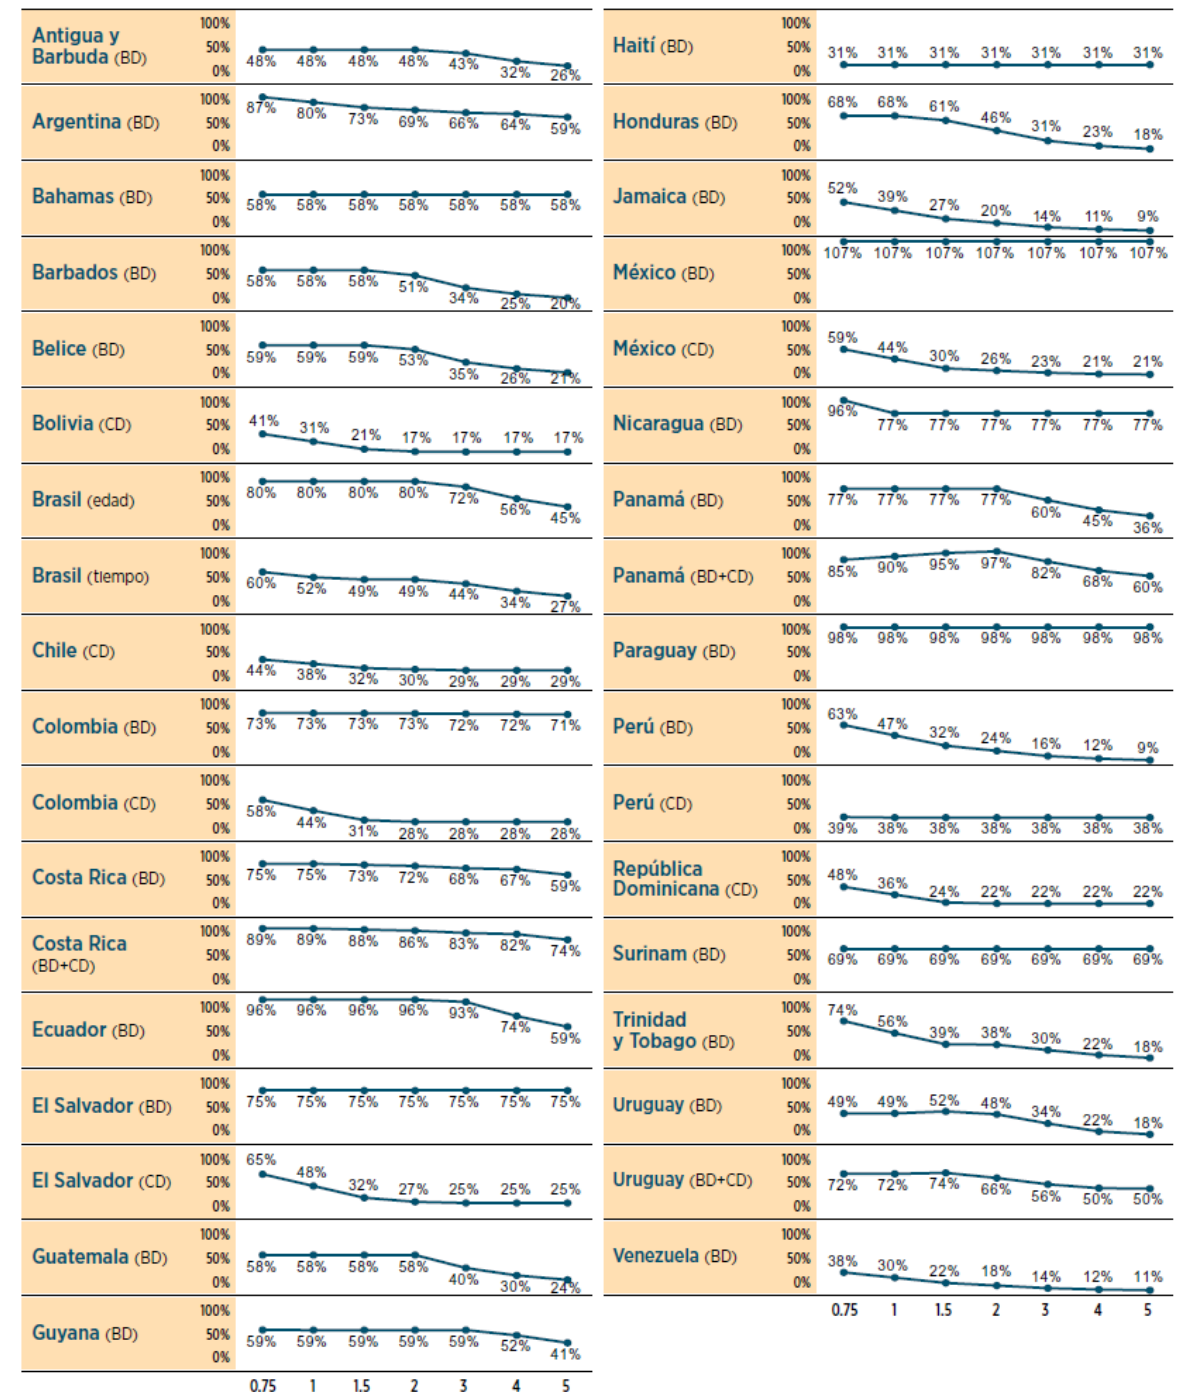 Antigua y
Barbuda (BD)
100%
50%
0%
48% 48% 48% 48% 43% 32% 26%
Argentina (BD)
100%
50%
0%
87% 80% 73% 69% 66% 64% 59%
Bahamas (BD)
100%
50%
0%
58% 58% 58% 58% 58% 58% 58%
Barbados (BD)
100%
50%
0%
58% 58% 58% 51% 34% 25% 20%
Belice (BD)
100%
50%
0%
59% 59% 59% 53% 35% 26% 21%
Bolivia (CD)
100%
50%
0%
41% 31% 21% 17% 17% 17% 17%
Brasil (edad)
100%
50%
0%
80% 80% 80% 80% 72% 56% 45%
Brasil (tiempo)
100%
50%
0%
60% 52% 49% 49% 44% 34% 27%
Chile (CD)
100%
50%
0%
44% 38% 32% 30% 29% 29% 29%
Colombia (BD)
100%
50%
0%
73% 73% 73% 73% 72% 72% 71%
Colombia (CD)
100%
50%
0%
58% 44% 31% 28% 28% 28% 28%
Costa Rica (BD)
100%
50%
0%
75% 75% 73% 72% 68% 67% 59%
Costa Rica
(BD+CD)
100%
50%
0%
89% 89% 88% 86% 83% 82% 74%
Ecuador (BD)
100%
50%
0%
96% 96% 96% 96% 93% 74% 59%
El Salvador (BD)
100%
50%
0%
75% 75% 75% 75% 75% 75% 75%
El Salvador (CD)
100%
50%
0%
65% 48% 32% 27% 25% 25% 25%
Guatemala (BD)
100%
50%
0%
58% 58% 58% 58% 40% 30% 24%
Guyana (BD)
100%
50%
0%
59% 59% 59% 59% 59% 52% 41%
0.75 1 1.5 2 3 4 5
Haití (BD)
100%
50%
0%
31% 31% 31% 31% 31% 31% 31%
Honduras (BD)
100%
50%
0%
68% 68% 61% 46% 31% 23% 18%
Jamaica (BD)
100%
50%
0%
52% 39% 27% 20% 14% 11% 9%
México (BD)
100%
50%
0%
107% 107% 107% 107% 107% 107% 107%
México (CD)
100%
50%
0%
59% 44% 30% 26% 23% 21% 21%
Nicaragua (BD)
100%
50%
0%
96% 77% 77% 77% 77% 77% 77%
Panamá (BD)
100%
50%
0%
77% 77% 77% 77% 60% 45% 36%
Panamá (BD+CD)
100%
50%
0%
85% 90% 95% 97% 82% 68% 60%
Paraguay (BD)
100%
50%
0%
98% 98% 98% 98% 98% 98% 98%
Perú (BD)
100%
50%
0%
63% 47% 32% 24% 16% 12% 9%
Perú (CD)
100%
50%
0%
39% 38% 38% 38% 38% 38% 38%
República
Dominicana (CD)
100%
50%
0%
48% 36% 24% 22% 22% 22% 22%
Surinam (BD)
100%
50%
0%
69% 69% 69% 69% 69% 69% 69%
Trinidad
y Tobago (BD)
100%
50%
0%
74% 56% 39% 38% 30% 22% 18%
Uruguay (BD)
100%
50%
0%
49% 49% 52% 48% 34% 22% 18%
Uruguay (BD+CD)
100%
50%
0%
72% 72% 74% 66% 56% 50% 50%
Venezuela (BD)
100%
50%
0%
38% 30% 22% 18% 14% 12% 11%
0.75 1 1.5 2 3 4 5